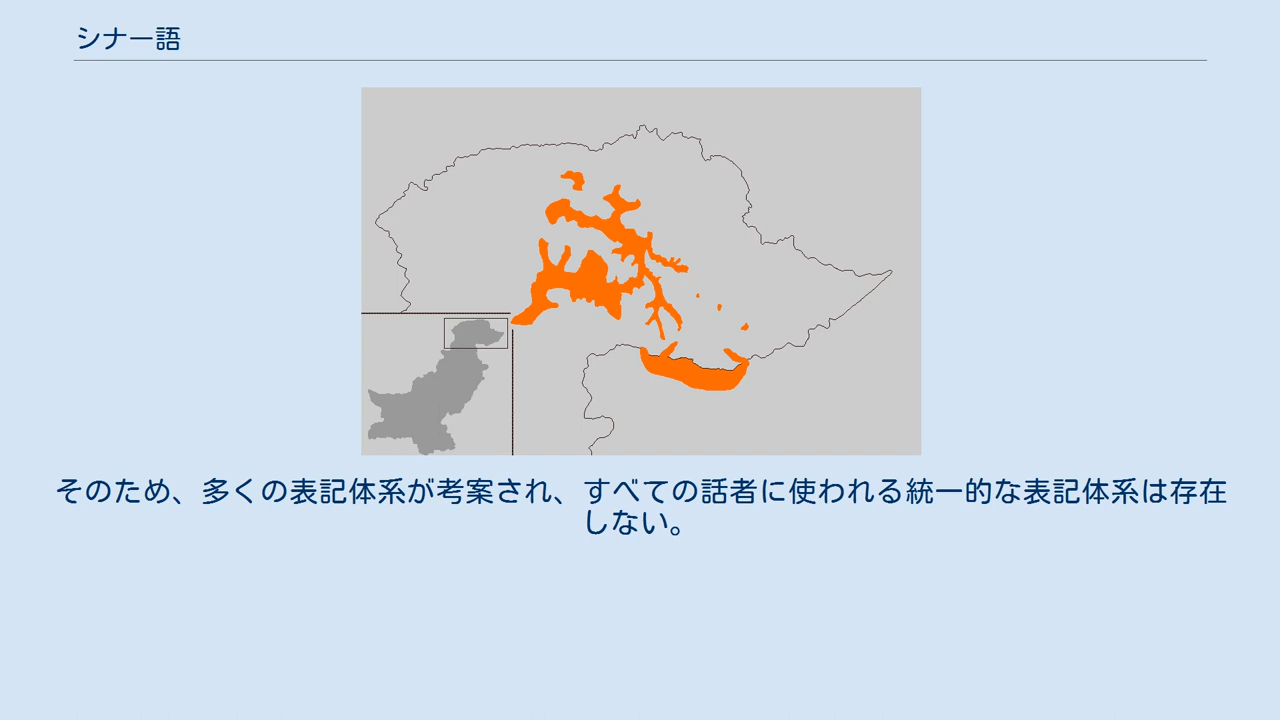 シナー語
そのため、多くの表記体系が考案され、すべての話者に使われる統一的な表記体系は存在
しない。